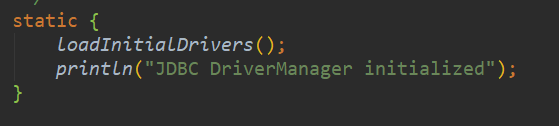 static {
    loadInitialDrivers();
    println("JDBC DriverManager initialized");
}